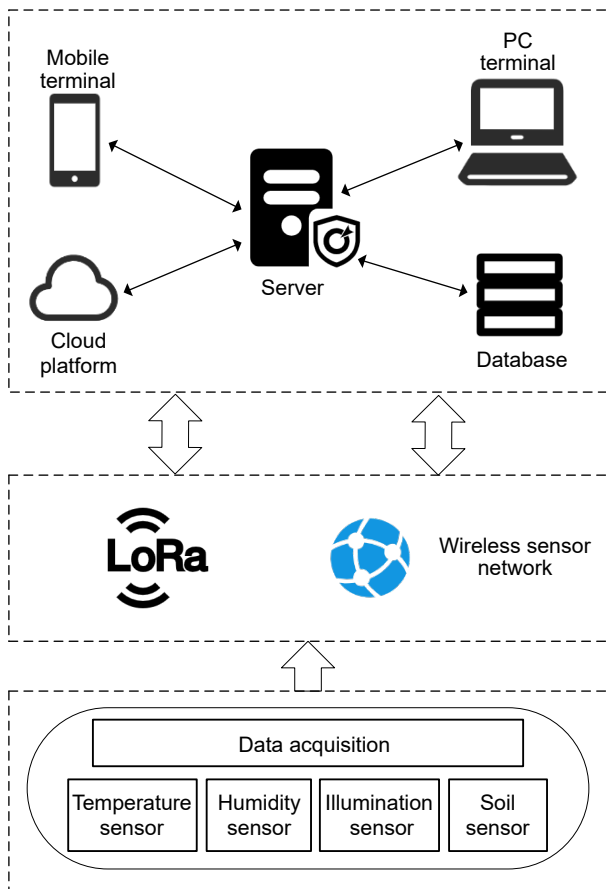 Mobile
terminal
PC
terminal
Server
Cloud
platform
Database
LoRa
Wireless sensor
network
Data acquisition
Temperature
sensor
Humidity
sensor
Illumination
sensor
Soil
sensor